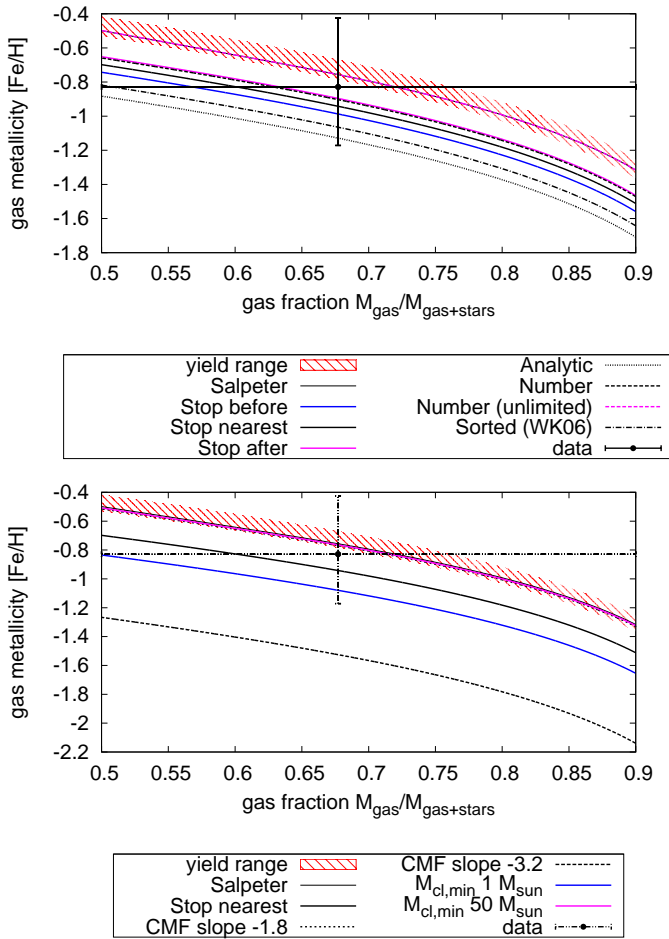 -0.4
-0.6
-0.8
-1
-1.2
-1.4
-1.6
-1.8
gas metallicity [Fe/H]
0.5 0.55 0.6 0.65 0.7 0.75 0.8 0.85 0.9
gas fraction M_gas/M_gas+stars
yield range Analytic
Salpeter Number
Stop before Number (unlimited)
Stop nearest Sorted (WK06)
Stop after data
-0.4
-0.6
-0.8
-1
-1.2
-1.4
-1.6
-1.8
-2
-2.2
gas metallicity [Fe/H]
0.5 0.55 0.6 0.65 0.7 0.75 0.8 0.85 0.9
gas fraction M_gas/M_gas+stars
yield range CMF slope -3.2
Salpeter M_cl,min 1 M_sun
Stop nearest M_cl,min 50 M_sun
CMF slope -1.8 data